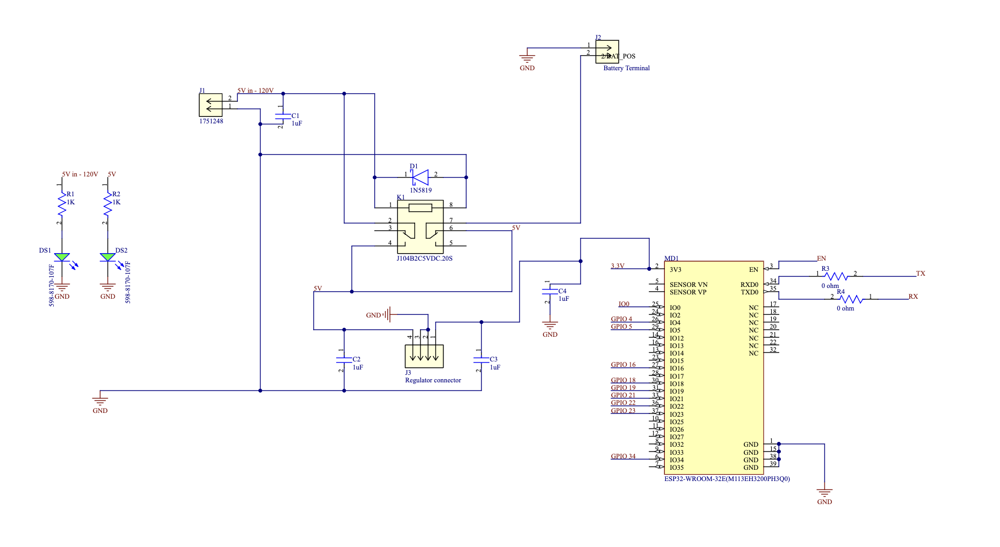 J2
1
2
2/BAT_POS
Battery Terminal
GND
J1
5V in - 120V
2
1
1751248
1
C1
1uF
2
D1
1
2
1N5819
K1
1
8
2
7
3
6
4
5
J104B2C5VDC.20S
5V
5V in - 120V
5V
1
R1
1K
2
1
R2
1K
2
DS1
598-8170-107F
GND
DS2
598-8170-107F
GND
5V
GND
4
3
2
1
J3
Regulator connector
1
C2
1uF
2
1
C3
1uF
2
GND
1
C4
1uF
2
GND
MD1
3.3V
2
3V3
5
SENSOR VN
4
SENSOR VP
IO0
25
IO0
24
IO2
GPIO 4
26
IO4
GPIO 5
29
IO5
14
IO12
16
IO13
13
IO14
23
IO15
GPIO 16
27
IO16
28
IO17
GPIO 18
30
IO18
GPIO 19
31
IO19
GPIO 21
33
IO21
GPIO 22
36
IO22
GPIO 23
37
IO23
10
IO25
11
IO26
12
IO27
8
IO32
9
IO33
GPIO 34
6
IO34
7
IO35
EN
3
EN
RXD0
34
1
R3
2
0 ohm
TX
TXD0
35
2
R4
1
0 ohm
RX
NC
17
NC
18
NC
19
NC
20
NC
21
NC
22
NC
32
GND
1
GND
15
GND
38
GND
39
ESP32-WROOM-32E(M113EH3200PH3Q0)
GND